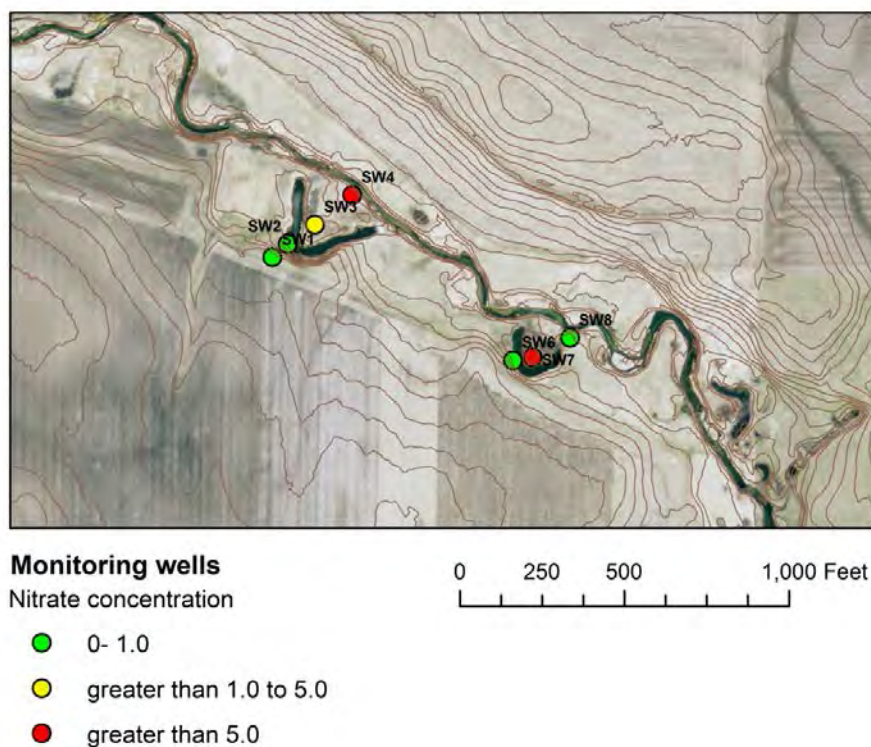 SW4
SW3
SW2
SW1
SW8
SW6
SW7
Monitoring wells
Nitrate concentration
0- 1.0
greater than 1.0 to 5.0
greater than 5.0
0 250 500 1,000 Feet